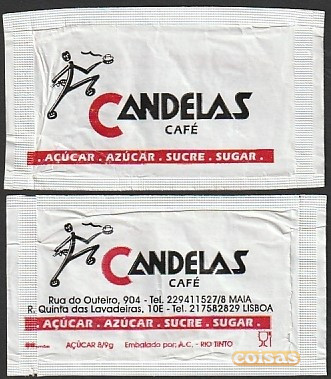 CANDELAS
CAFÉ
. AÇÚCAR . AZÚCAR . SUCRE . SUGAR .
CANDELAS
CAFÉ
Rua do Outeiro, 904 - Tel. 229411527/8 MAIA
R. Quinta das Lavadeiras, 10E - Tel. 217582829 LISBOA
. AÇÚCAR . AZÚCAR . SUCRE . SUGAR .
AÇÚCAR 8/9g Embalado por: A.C. - RIO TINTO
coisas